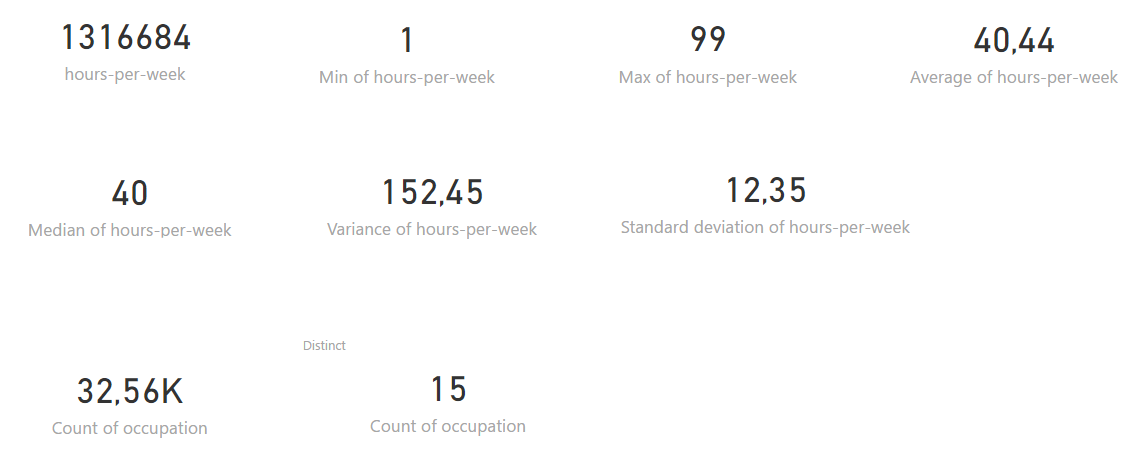 1316684
hours-per-week
1
Min of hours-per-week
99
Max of hours-per-week
40,44
Average of hours-per-week
40
Median of hours-per-week
152,45
Variance of hours-per-week
12,35
Standard deviation of hours-per-week
32,56K
Count of occupation
Distinct
15
Count of occupation